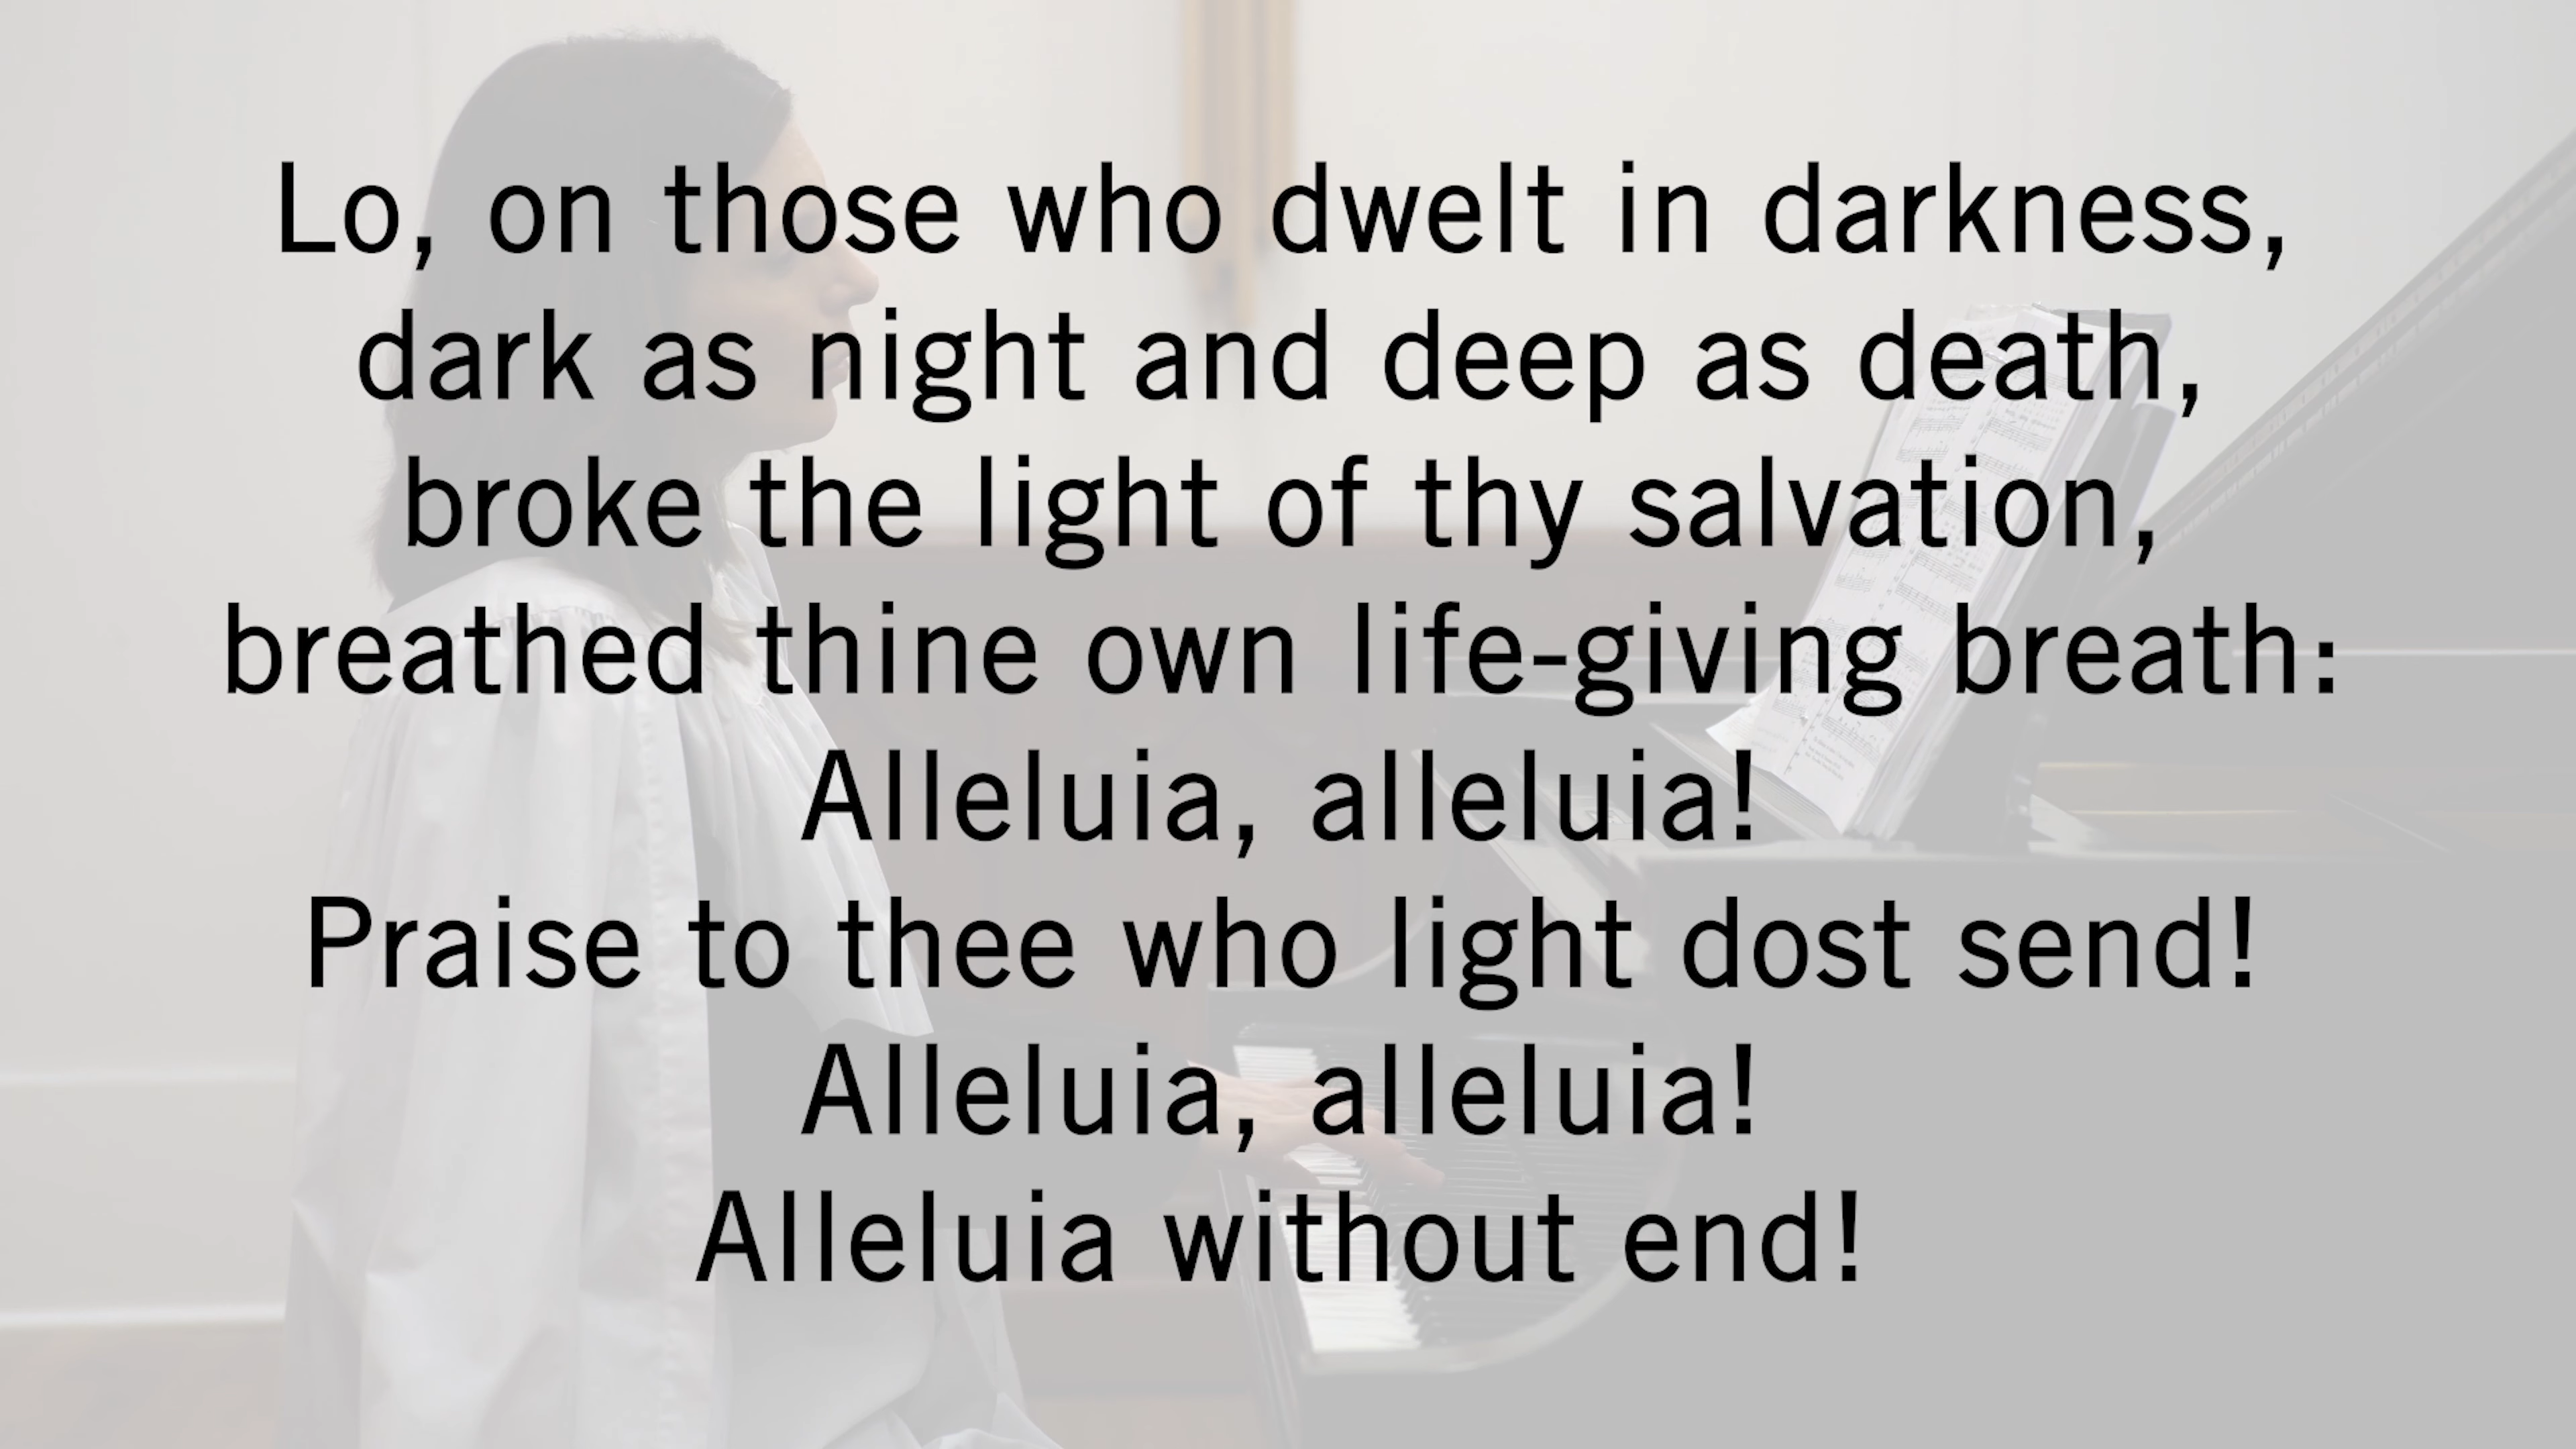 Lo, on those who dwelt in darkness,
dark as night and deep as death,
broke the light of thy salvation,
breathed thine own life-giving breath:
Alleluia, alleluia!
Praise to thee who light dost send!
Alleluia, alleluia!
Alleluia without end!